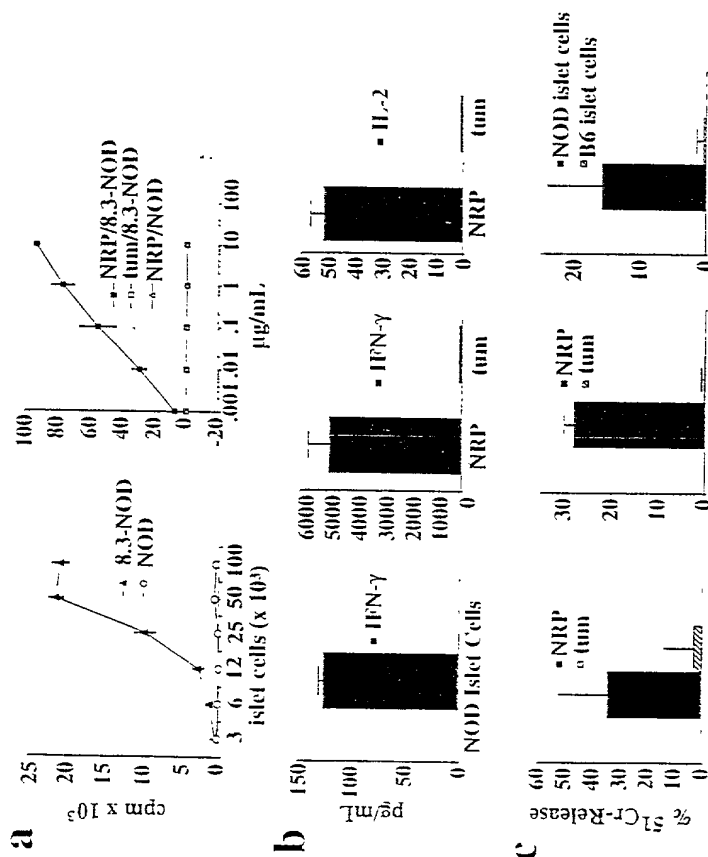 a
25
20
15
10
5
0
cpm x 10³
8.3-NOD
NOD
3 6 12 25 50 100
islet cells (x 10³)
100
80
60
40
20
0
-20
NRP/8.3-NOD
tum/8.3-NOD
NRP/NOD
.001 .01 .1 1 10 100
µg/mL
b
150
100
50
0
pg/mL
IFN-γ
NOD Islet Cells
6000
5000
4000
3000
2000
1000
0
IFN-γ
NRP tum
60
50
40
30
20
10
0
IL-2
NRP tum
c
60
50
40
30
20
10
0
% ⁵¹Cr-Release
NRP
tum
30
20
10
0
NRP
tum
20
10
0
NOD islet cells
B6 islet cells